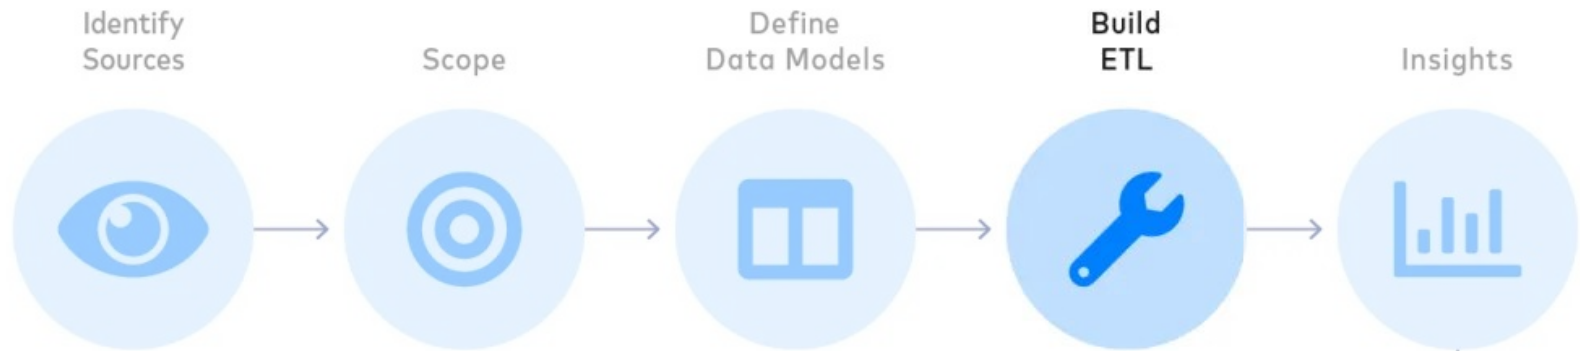 Identify
Sources
Scope
Define
Data Models
Build
ETL
Insights